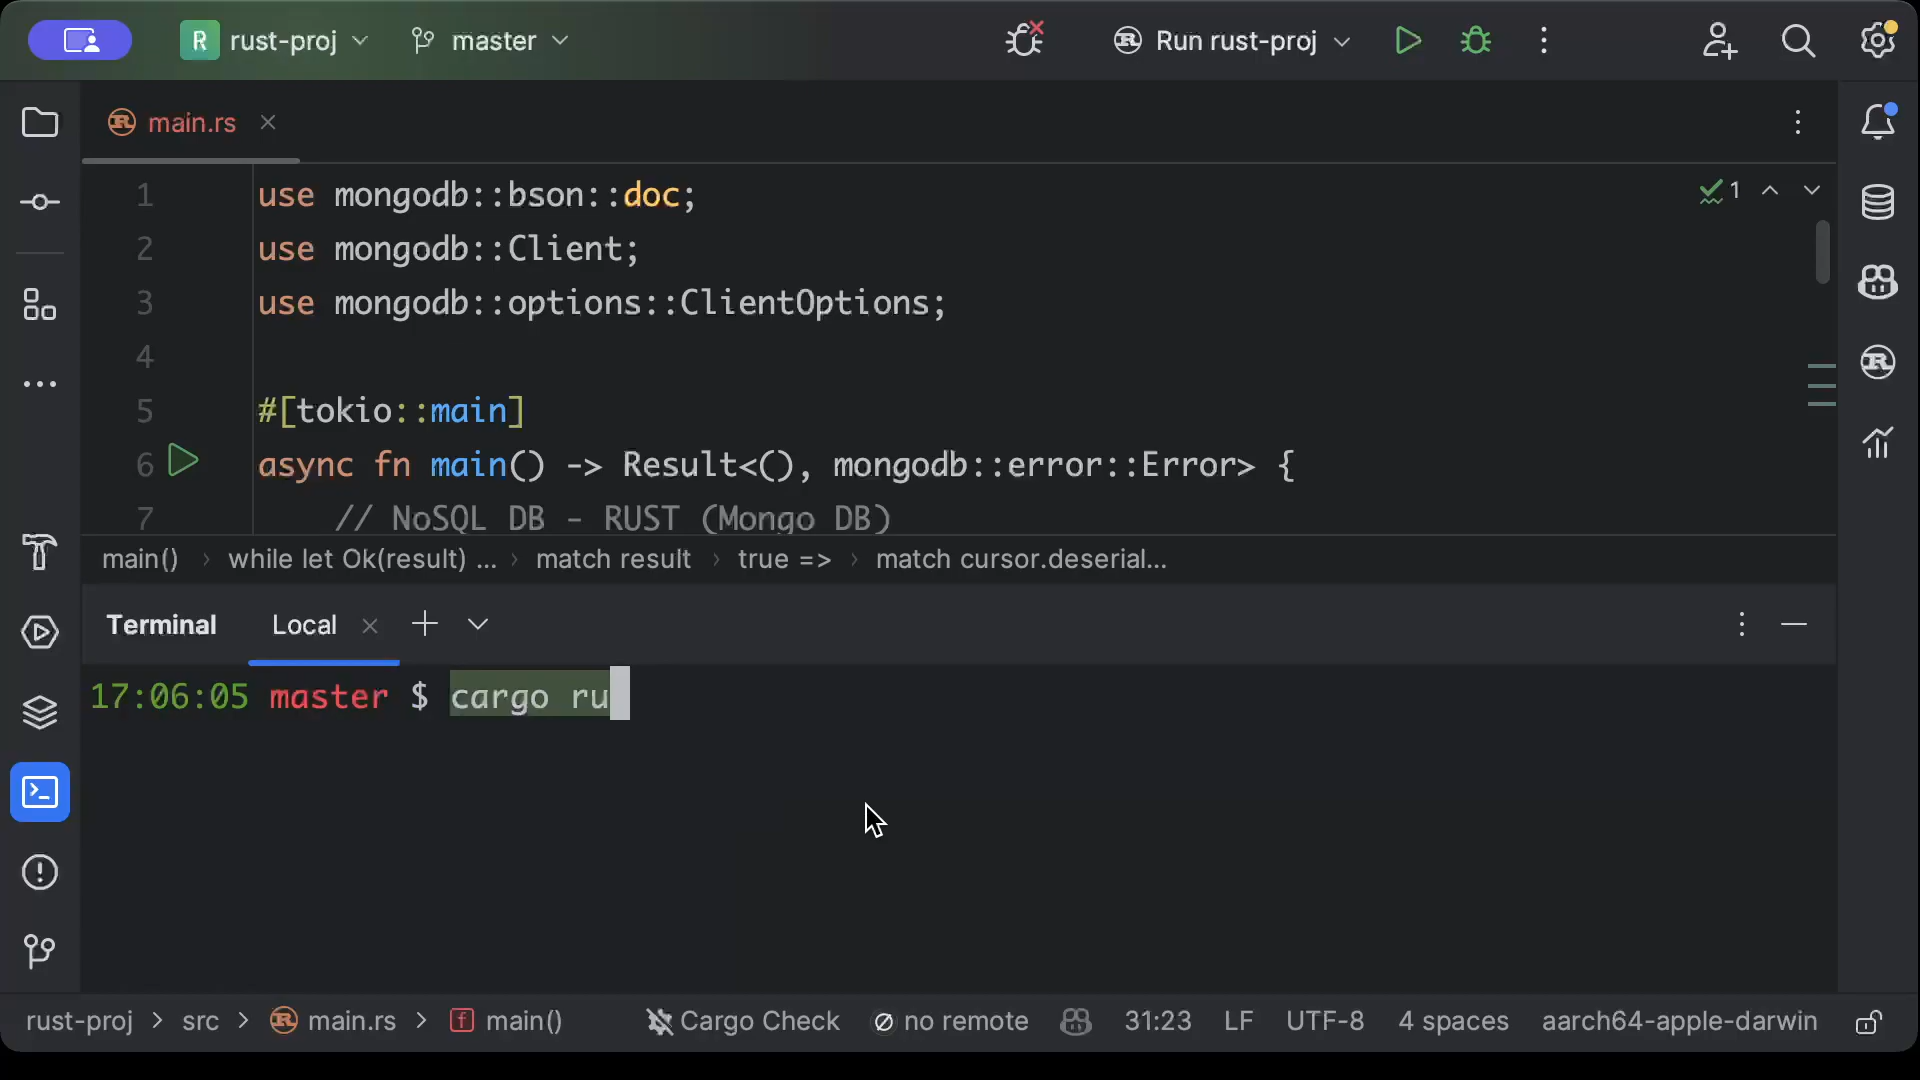 R rust-proj master Run rust-proj
main.rs
1 use mongodb::bson::doc; 1
2 use mongodb::Client;
3 use mongodb::options::ClientOptions;
4
5 #[tokio::main]
6 async fn main() -> Result<(), mongodb::error::Error> {
7 // NoSQL DB - RUST (Mongo DB)
main() › while let Ok(result) ... › match result › true => › match cursor.deserial...
Terminal Local
17:06:05 master $ cargo ru
rust-proj > src > main.rs > f main() Cargo Check no remote 31:23 LF UTF-8 4 spaces aarch64-apple-darwin